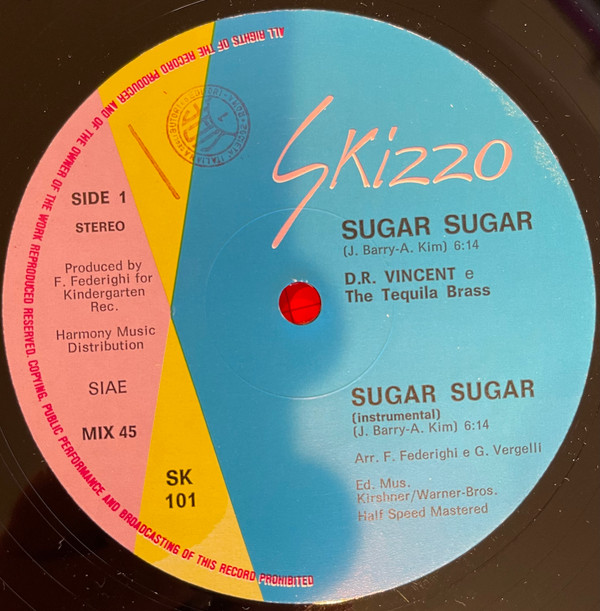 ALL RIGHTS OF THE RECORD PRODUCER AND OF THE OWNER OF THE WORK REPRODUCED RESERVED. COPYING, PUBLIC PERFORMANCE AND BROADCASTING OF THIS RECORD PROHIBITED
Skizzo
SIDE 1
STEREO
Produced by
F. Federighi for
Kindergarten
Rec.
Harmony Music
Distribution
SIAE
MIX 45
SK
101
SUGAR SUGAR
(J. Barry-A. Kim) 6:14
D.R. VINCENT e
The Tequila Brass
SUGAR SUGAR
(instrumental)
(J. Barry-A. Kim) 6:14
Arr. F. Federighi e G. Vergelli
Ed. Mus.
Kirshner/Warner-Bros.
Half Speed Mastered